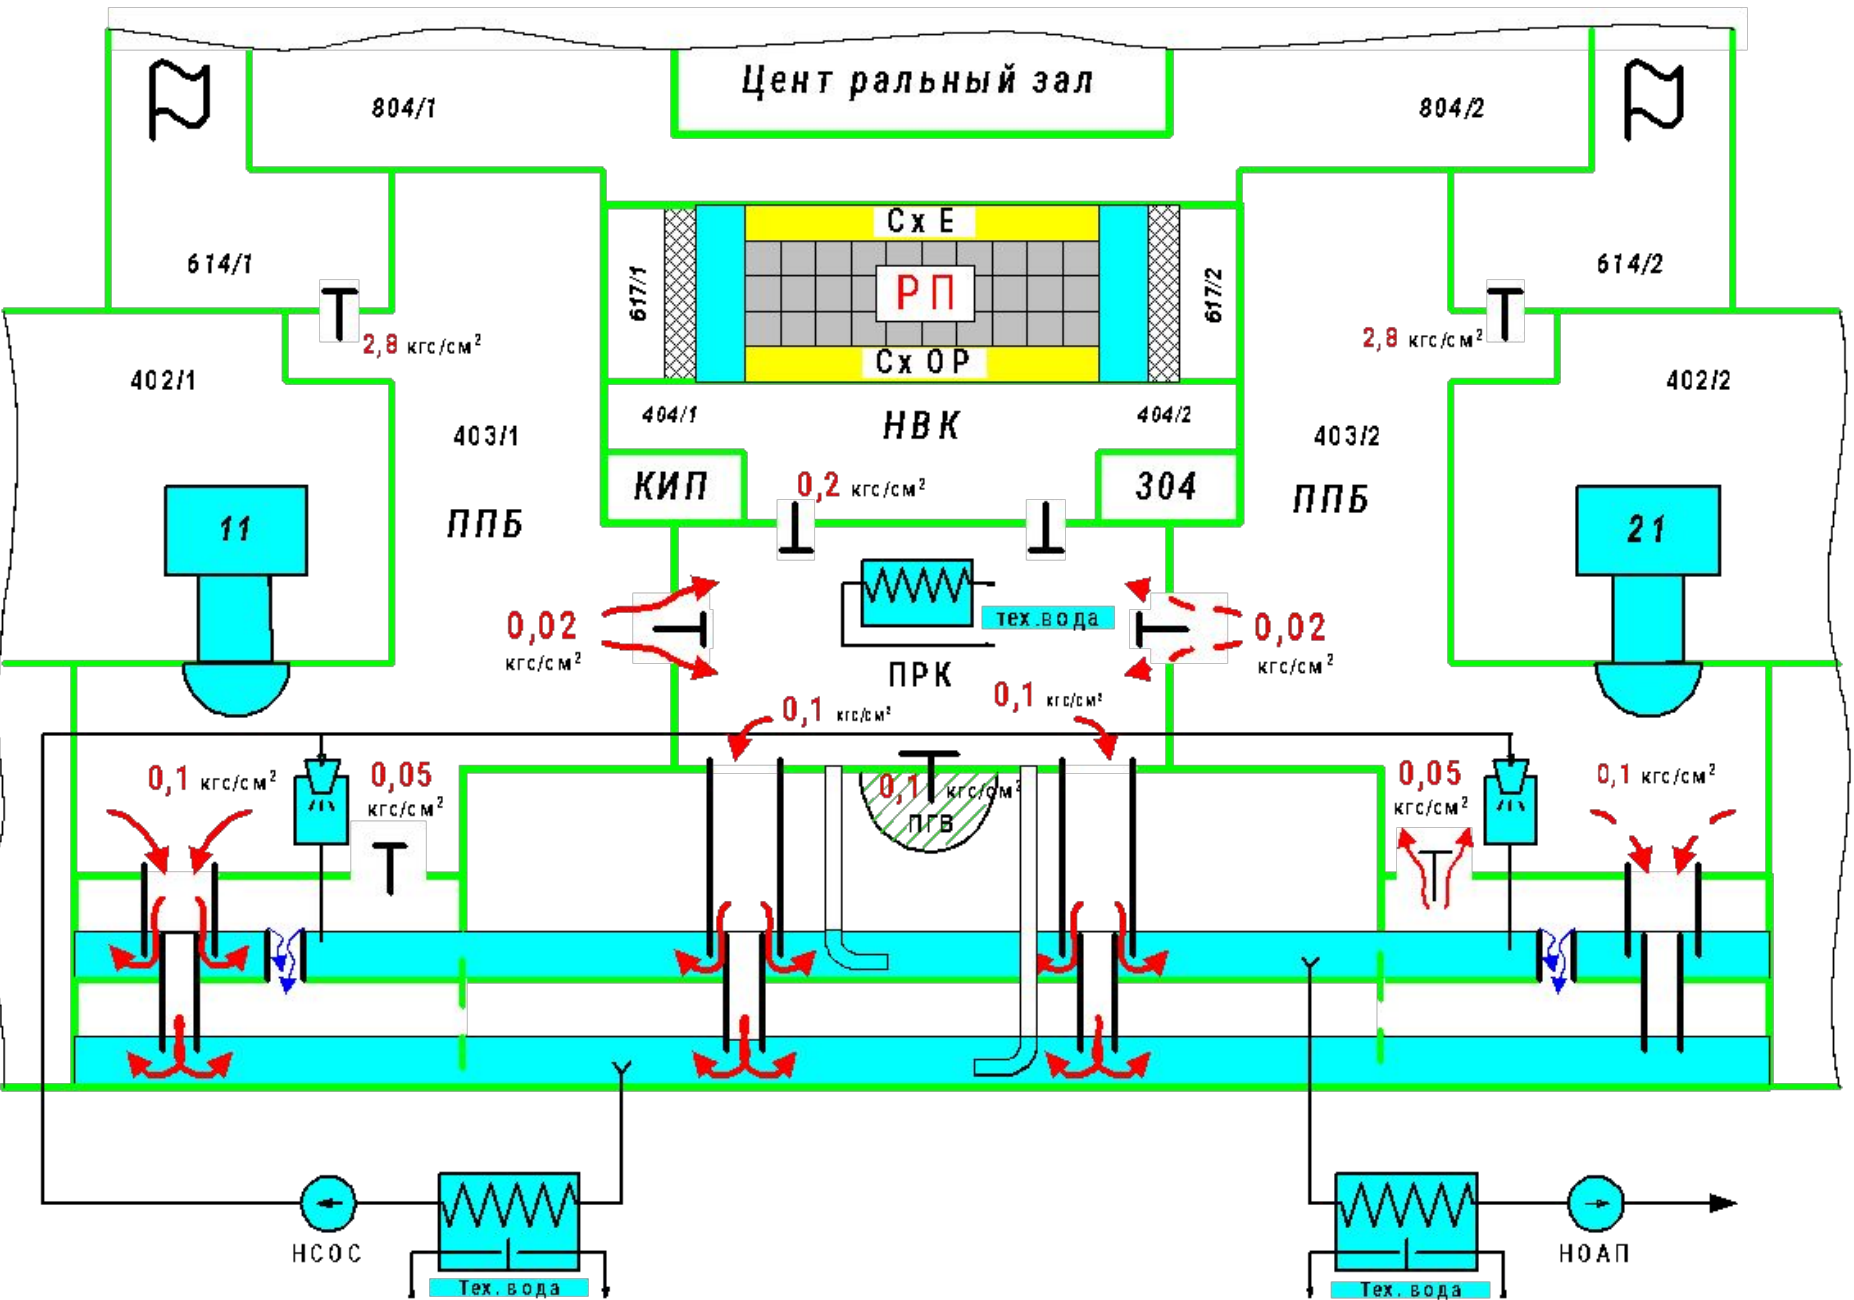 Цент ральный зал
804/1
804/2
614/1
614/2
617/1
617/2
Сх Е
РП
Сх ОР
2,8 кгс/см²
2,8 кгс/см²
402/1
402/2
404/1
404/2
НВК
403/1
403/2
КИП
304
0,2 кгс/см²
ППБ
ППБ
11
21
тех.вода
0,02
кгс/см²
0,02
кгс/см²
ПРК
0,1 кгс/см²
0,1 кгс/см²
0,1 кгс/см²
0,05
кгс/см²
0,1 кгс/см²
ПГВ
0,05
кгс/см²
0,1 кгс/см²
НСОС
НОАП
Тех.вода
Тех.вода